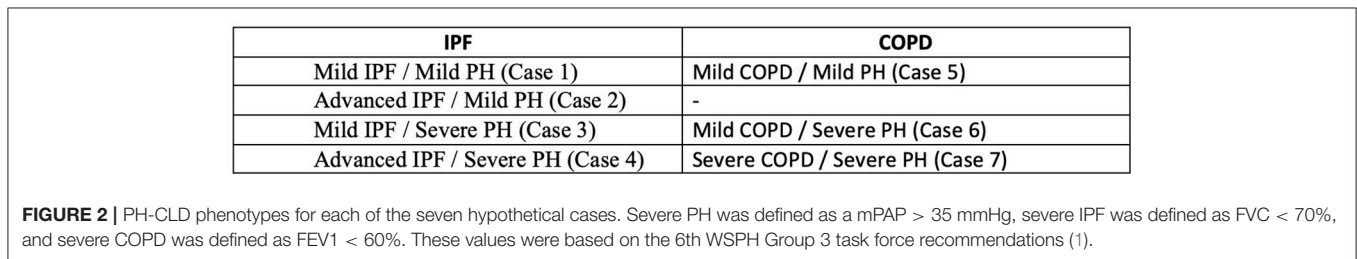 IPF COPD
Mild IPF / Mild PH (Case 1) Mild COPD / Mild PH (Case 5)
Advanced IPF / Mild PH (Case 2) -
Mild IPF / Severe PH (Case 3) Mild COPD / Severe PH (Case 6)
Advanced IPF / Severe PH (Case 4) Severe COPD / Severe PH (Case 7)
FIGURE 2 | PH-CLD phenotypes for each of the seven hypothetical cases. Severe PH was defined as a mPAP > 35 mmHg, severe IPF was defined as FVC < 70%,
and severe COPD was defined as FEV1 < 60%. These values were based on the 6th WSPH Group 3 task force recommendations (1).